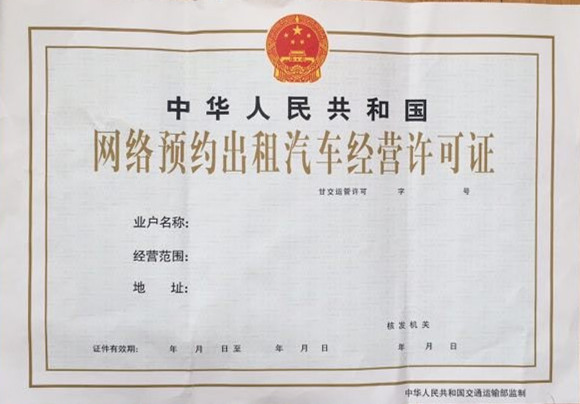 中华人民共和国
网络预约出租汽车经营许可证
甘交运管许可 字 号
业户名称:
经营范围:
地 址:
核发机关
证件有效期: 年 月 日至 年 月 日 年 月 日
中华人民共和国交通运输部监制